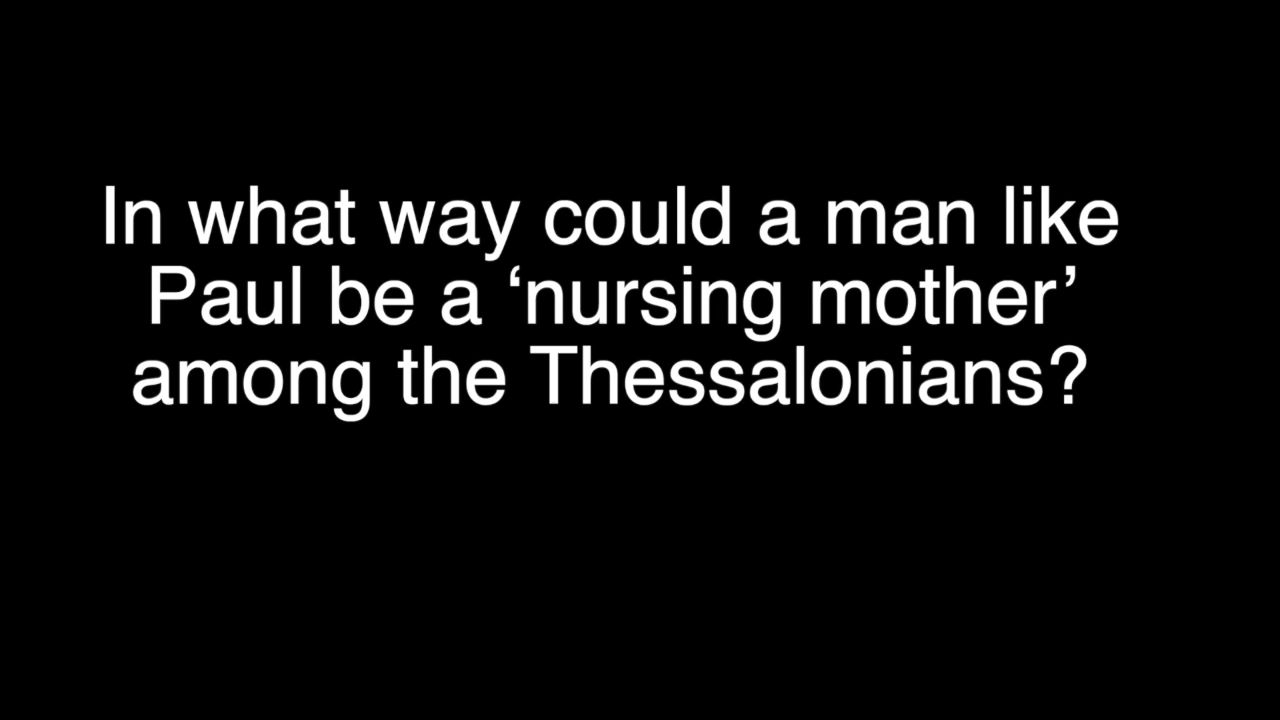 In what way could a man like
Paul be a ‘nursing mother’
among the Thessalonians?